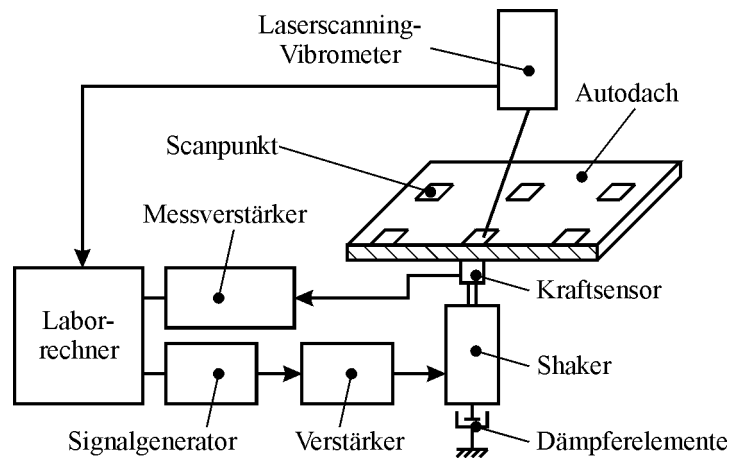 Laserscanning-
Vibrometer
Autodach
Scanpunkt
Messverstärker
Kraftsensor
Labor-
rechner
Shaker
Signalgenerator
Verstärker
Dämpferelemente